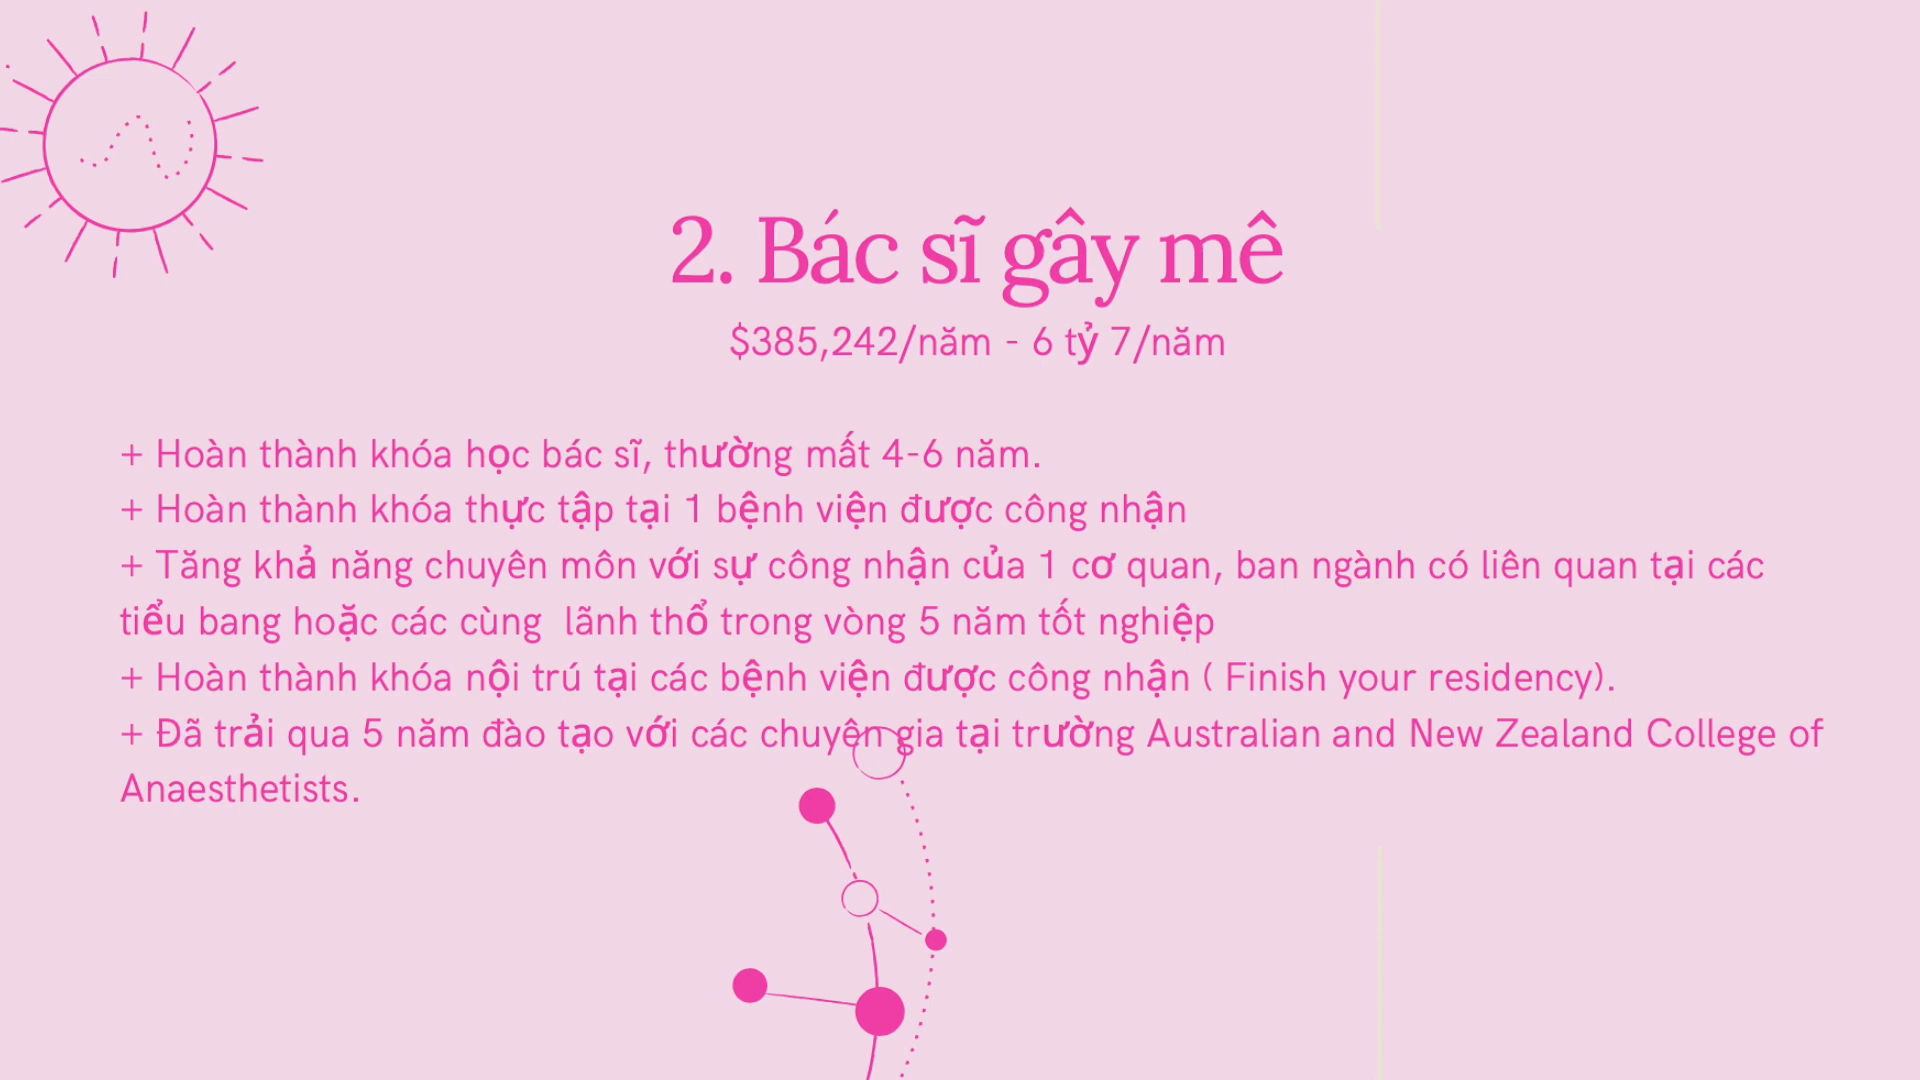 2. Bác sĩ gây mê
$385,242/năm - 6 tỷ 7/năm
+ Hoàn thành khóa học bác sĩ, thường mất 4-6 năm.
+ Hoàn thành khóa thực tập tại 1 bệnh viện được công nhận
+ Tăng khả năng chuyên môn với sự công nhận của 1 cơ quan, ban ngành có liên quan tại các
tiểu bang hoặc các cùng  lãnh thổ trong vòng 5 năm tốt nghiệp
+ Hoàn thành khóa nội trú tại các bệnh viện được công nhận ( Finish your residency).
+ Đã trải qua 5 năm đào tạo với các chuyên gia tại trường Australian and New Zealand College of
Anaesthetists.